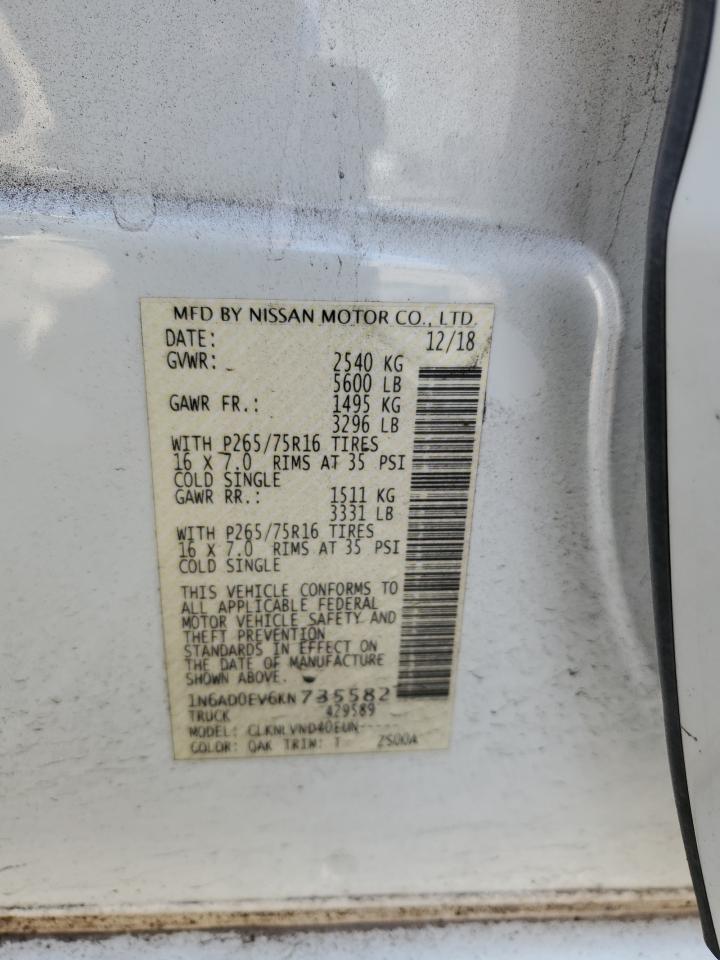 MFD BY NISSAN MOTOR CO., LTD.
DATE: 12/18
GVWR: 2540 KG
5600 LB
GAWR FR.: 1495 KG
3296 LB
WITH P265/75R16 TIRES
16 X 7.0 RIMS AT 35 PSI
COLD SINGLE
GAWR RR.: 1511 KG
3331 LB
WITH P265/75R16 TIRES
16 X 7.0 RIMS AT 35 PSI
COLD SINGLE
THIS VEHICLE CONFORMS TO
ALL APPLICABLE FEDERAL
MOTOR VEHICLE SAFETY AND
THEFT PREVENTION
STANDARDS IN EFFECT ON
THE DATE OF MANUFACTURE
SHOWN ABOVE.
1N6AD0EV6KN735582
TRUCK 429589
MODEL: CLKNLVND40EUN-----
COLOR: QAK TRIM: T ZS00A